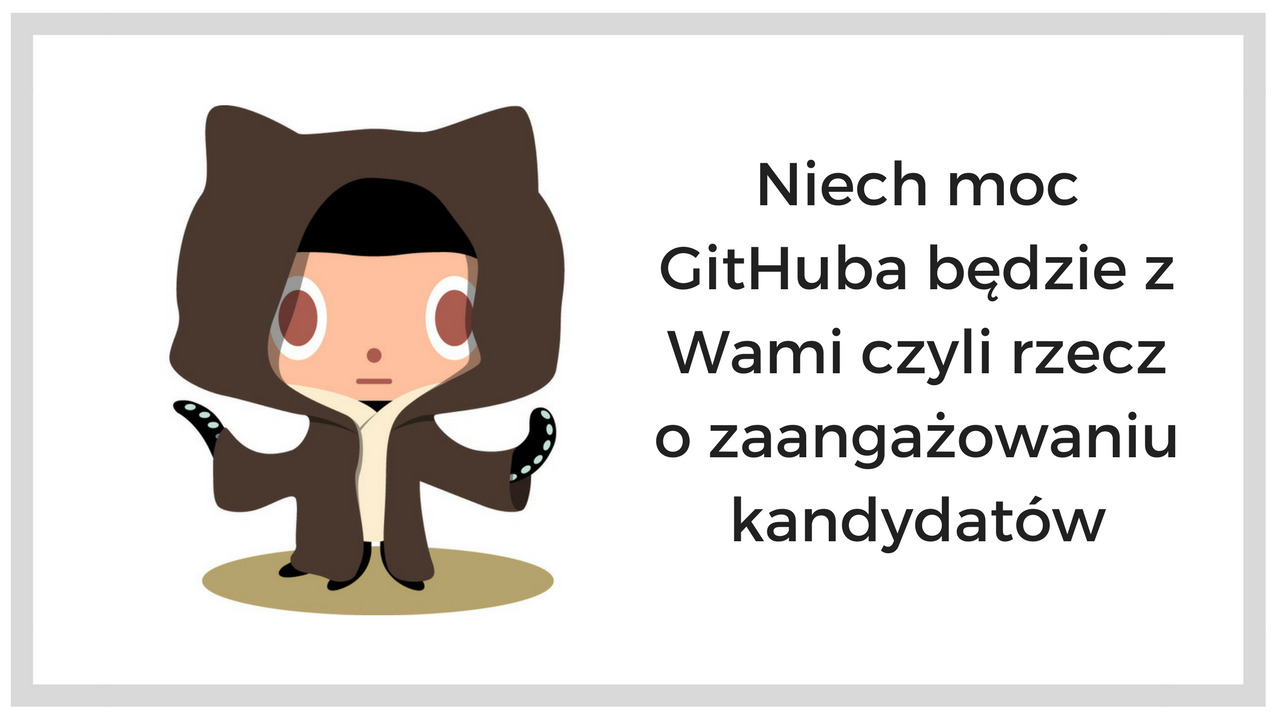 Niech moc
GitHuba będzie z
Wami czyli rzecz
o zaangażowaniu
kandydatów